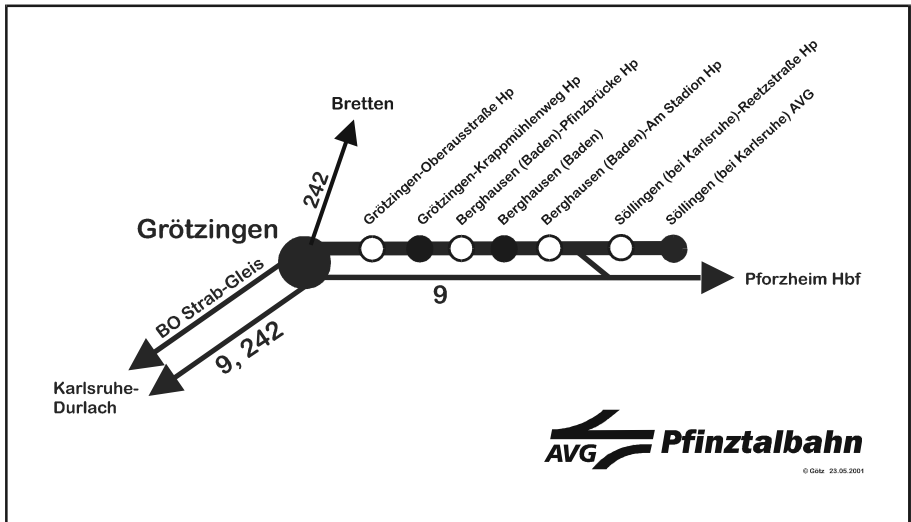 Bretten
242
Grötzingen
Grötzingen-Oberausstraße Hp
Grötzingen-Krappmühlenweg Hp
Berghausen (Baden)-Pfinzbrücke Hp
Berghausen (Baden)
Berghausen (Baden)-Am Stadion Hp
Söllingen (bei Karlsruhe)-Reetzstraße Hp
Söllingen (bei Karlsruhe) AVG
BO Strab-Gleis
9, 242
9
Pforzheim Hbf
Karlsruhe-
Durlach
AVG Pfinztalbahn
© Götz 23.05.2001